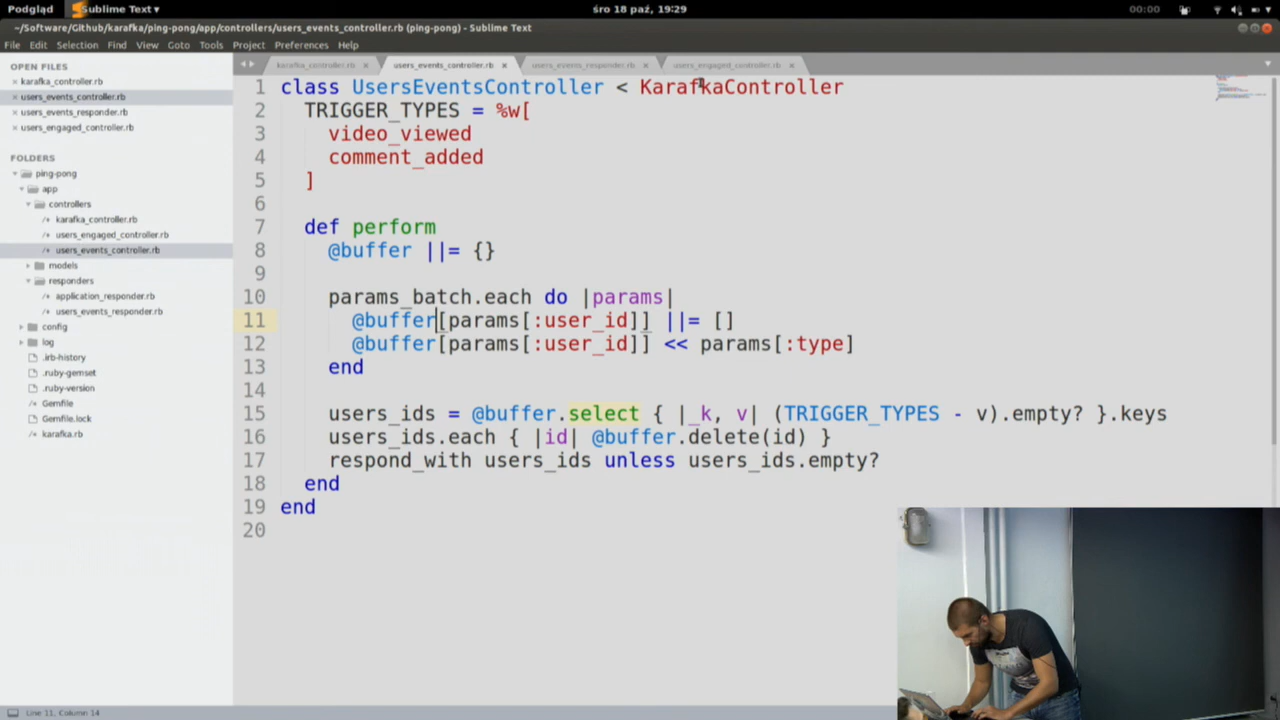 Podgląd Sublime Text▾ śro 18 paź, 19:29 00:00
~/Software/Github/karafka/ping-pong/app/controllers/users_events_controller.rb (ping-pong) - Sublime Text
File Edit Selection Find View Goto Tools Project Preferences Help
OPEN FILES
karafka_controller.rb
users_events_controller.rb
users_events_responder.rb
users_engaged_controller.rb
FOLDERS
ping-pong
app
controllers
karafka_controller.rb
users_engaged_controller.rb
users_events_controller.rb
models
responders
application_responder.rb
users_events_responder.rb
config
log
.irb-history
.ruby-gemset
.ruby-version
Gemfile
Gemfile.lock
karafka.rb
karafka_controller.rb × users_events_controller.rb × users_events_responder.rb × users_engaged_controller.rb ×
1 class UsersEventsController < KarafkaController
2 TRIGGER_TYPES = %w[
3 video_viewed
4 comment_added
5 ]
6
7 def perform
8 @buffer ||= {}
9
10 params_batch.each do |params|
11 @buffer[params[:user_id]] ||= []
12 @buffer[params[:user_id]] << params[:type]
13 end
14
15 users_ids = @buffer.select { |_k, v| (TRIGGER_TYPES - v).empty? }.keys
16 users_ids.each { |id| @buffer.delete(id) }
17 respond_with users_ids unless users_ids.empty?
18 end
19 end
20
Line 11, Column 14